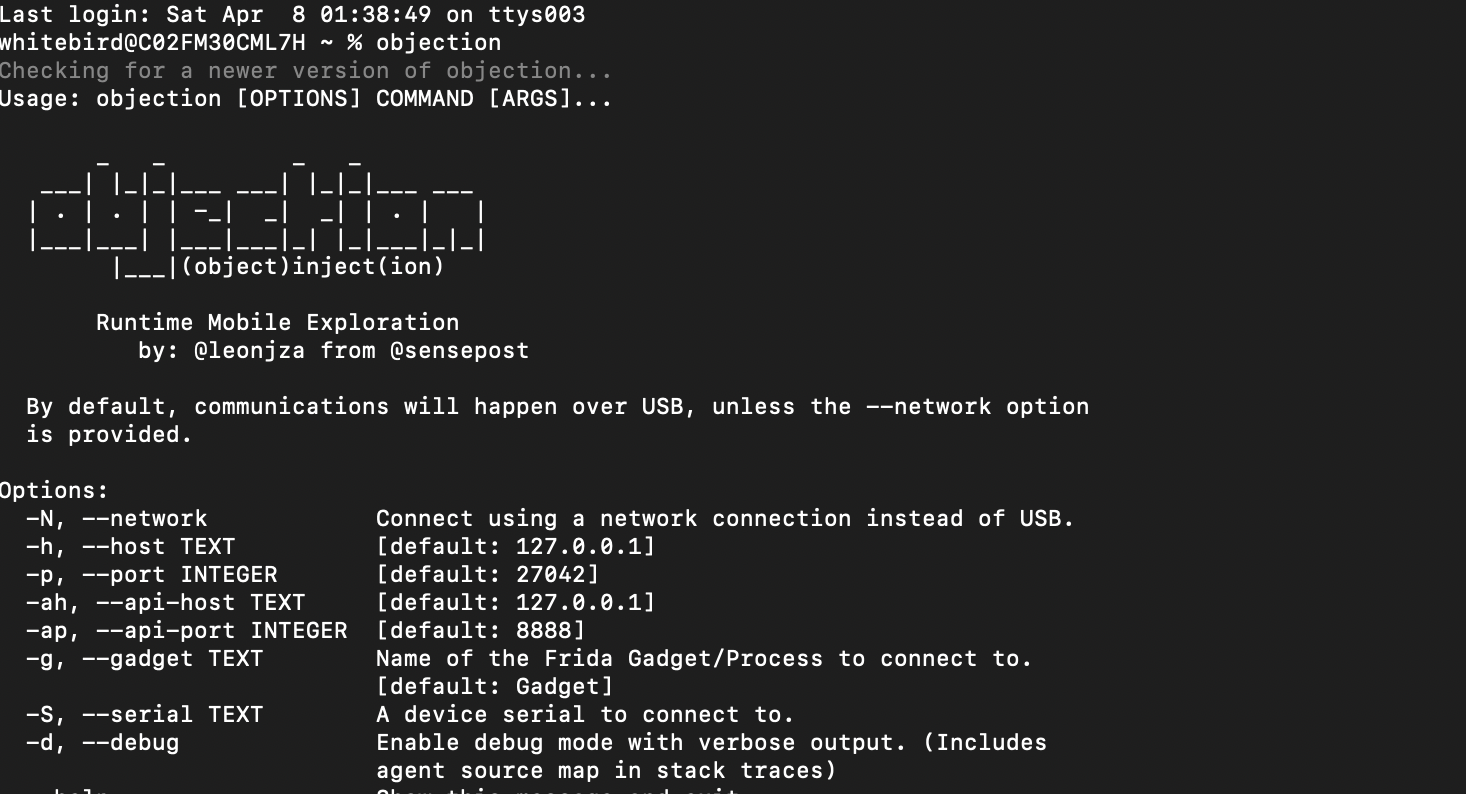 Last login: Sat Apr  8 01:38:49 on ttys003
whitebird@C02FM30CML7H ~ % objection
Checking for a newer version of objection...
Usage: objection [OPTIONS] COMMAND [ARGS]...
       _   _         _   _
   ___| |_|_|___ ___| |_|_|___ ___
  | . | . | | -_|  _|  _| | . |   |
  |___|___| |___|___|_| |_|___|_|_|
        |___|(object)inject(ion)
       Runtime Mobile Exploration
          by: @leonjza from @sensepost
  By default, communications will happen over USB, unless the --network option
  is provided.
Options:
  -N, --network            Connect using a network connection instead of USB.
  -h, --host TEXT          [default: 127.0.0.1]
  -p, --port INTEGER       [default: 27042]
  -ah, --api-host TEXT     [default: 127.0.0.1]
  -ap, --api-port INTEGER  [default: 8888]
  -g, --gadget TEXT        Name of the Frida Gadget/Process to connect to.
                           [default: Gadget]
  -S, --serial TEXT        A device serial to connect to.
  -d, --debug              Enable debug mode with verbose output. (Includes
                           agent source map in stack traces)
  --help                   Show this message and exit.